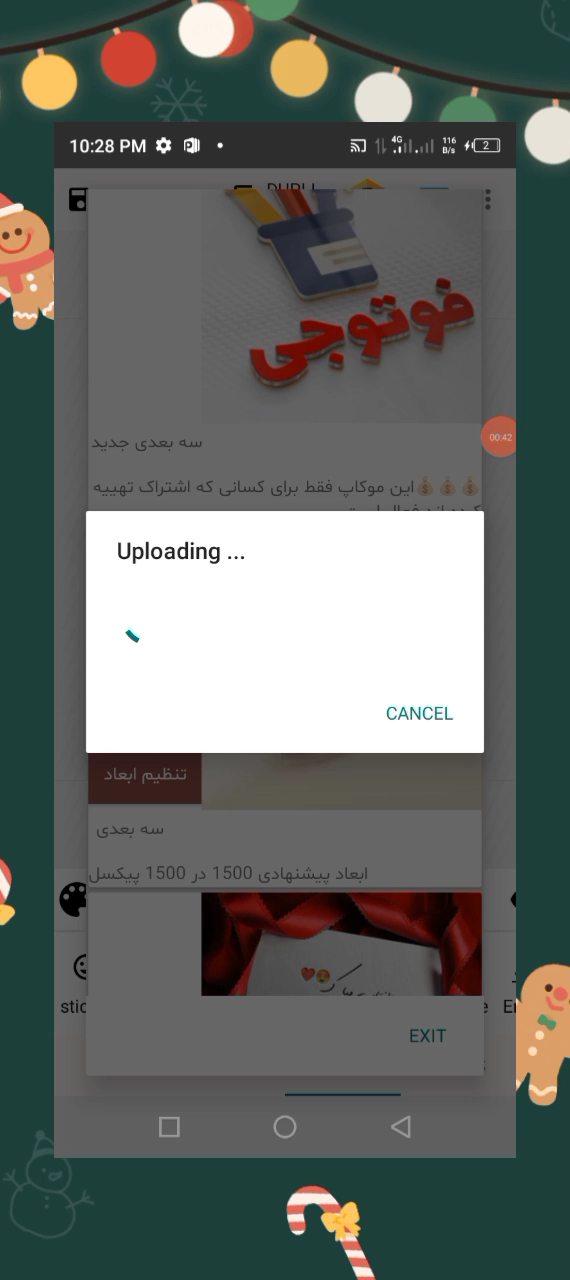 10:28 PM
4G
116 B/s
2
فوتوجی
00:42
سه بعدی جدید
💰💰💰این موکاپ فقط برای کسانی که اشتراک تهییه
Uploading ...
CANCEL
تنظیم ابعاد
سه بعدی
ابعاد پیشنهادی 1500 در 1500 پیکسل
EXIT